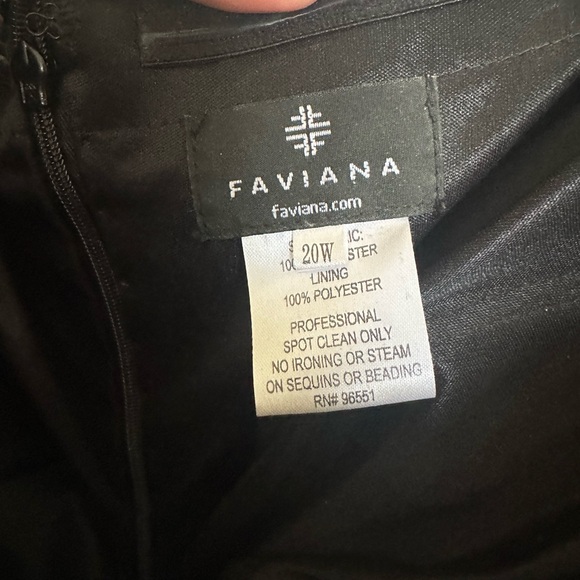 FAVIANA
faviana.com
20W
LINING
100% POLYESTER
PROFESSIONAL
SPOT CLEAN ONLY
NO IRONING OR STEAM
ON SEQUINS OR BEADING
RN# 96551